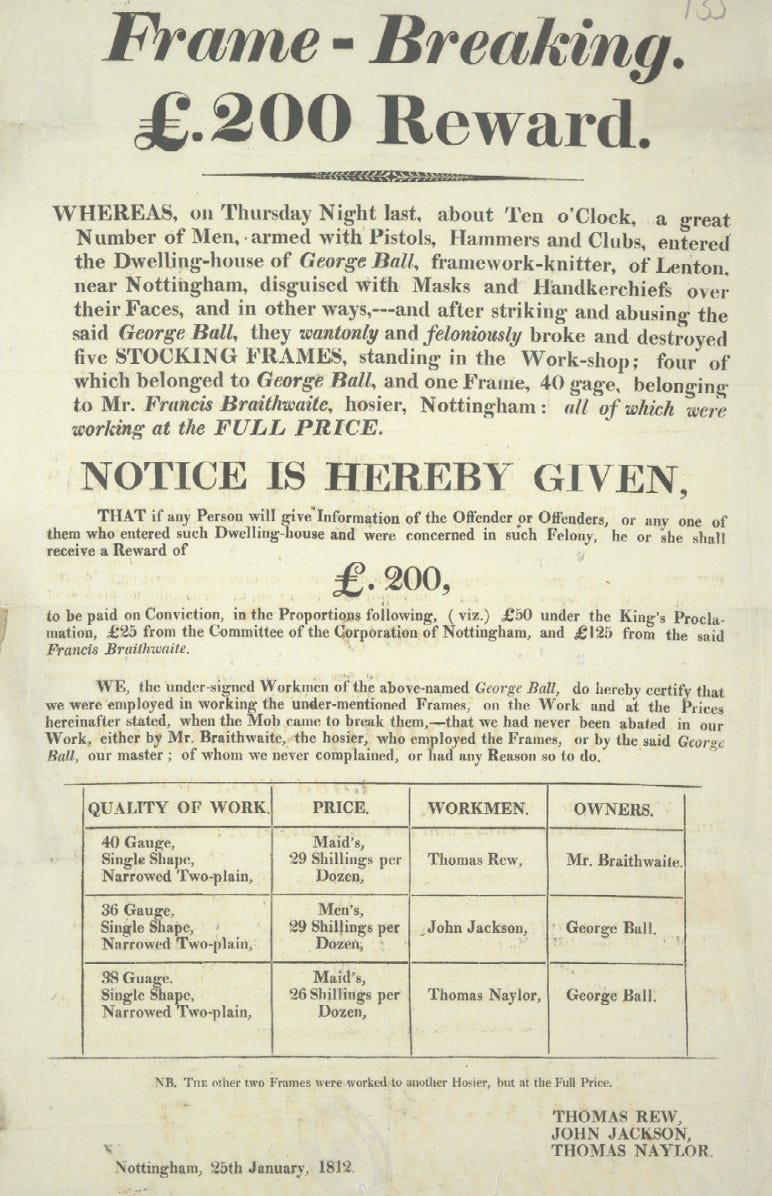 133
Frame - Breaking.
£.200 Reward.
WHEREAS, on Thursday Night last, about Ten o'Clock, a great
Number of Men, armed with Pistols, Hammers and Clubs, entered
the Dwelling-house of George Ball, framework-knitter, of Lenton,
near Nottingham, disguised with Masks and Handkerchiefs over
their Faces, and in other ways,---and after striking and abusing the
said George Ball, they wantonly and feloniously broke and destroyed
five STOCKING FRAMES, standing in the Work-shop; four of
which belonged to George Ball, and one Frame, 40 gage, belonging
to Mr. Francis Braithwaite, hosier, Nottingham: all of which were
working at the FULL PRICE.
NOTICE IS HEREBY GIVEN,
THAT if any Person will give Information of the Offender or Offenders, or any one of
them who entered such Dwelling-house and were concerned in such Felony, he or she shall
receive a Reward of
£. 200,
to be paid on Conviction, in the Proportions following, (viz.) £50 under the King's Procla-
mation, £25 from the Committee of the Corporation of Nottingham, and £125 from the said
Francis Braithwaite.
WE, the under-signed Workmen of the above-named George Ball, do hereby certify that
we were employed in working the under-mentioned Frames, on the Work and at the Prices
hereinafter stated, when the Mob came to break them,—that we had never been abated in our
Work, either by Mr. Braithwaite, the hosier, who employed the Frames, or by the said George
Ball, our master; of whom we never complained, or had any Reason so to do.
QUALITY OF WORK. PRICE. WORKMEN. OWNERS.
40 Gauge, Maid's,
Single Shape, 29 Shillings per Thomas Rew, Mr. Braithwaite.
Narrowed Two-plain, Dozen,
36 Gauge, Men's,
Single Shape, 29 Shillings per John Jackson, George Ball.
Narrowed Two-plain, Dozen,
38 Guage. Maid's,
Single Shape, 26 Shillings per Thomas Naylor, George Ball.
Narrowed Two-plain, Dozen,
NB. THE other two Frames were worked to another Hosier, but at the Full Price.
THOMAS REW,
JOHN JACKSON,
THOMAS NAYLOR.
Nottingham, 25th January, 1812.